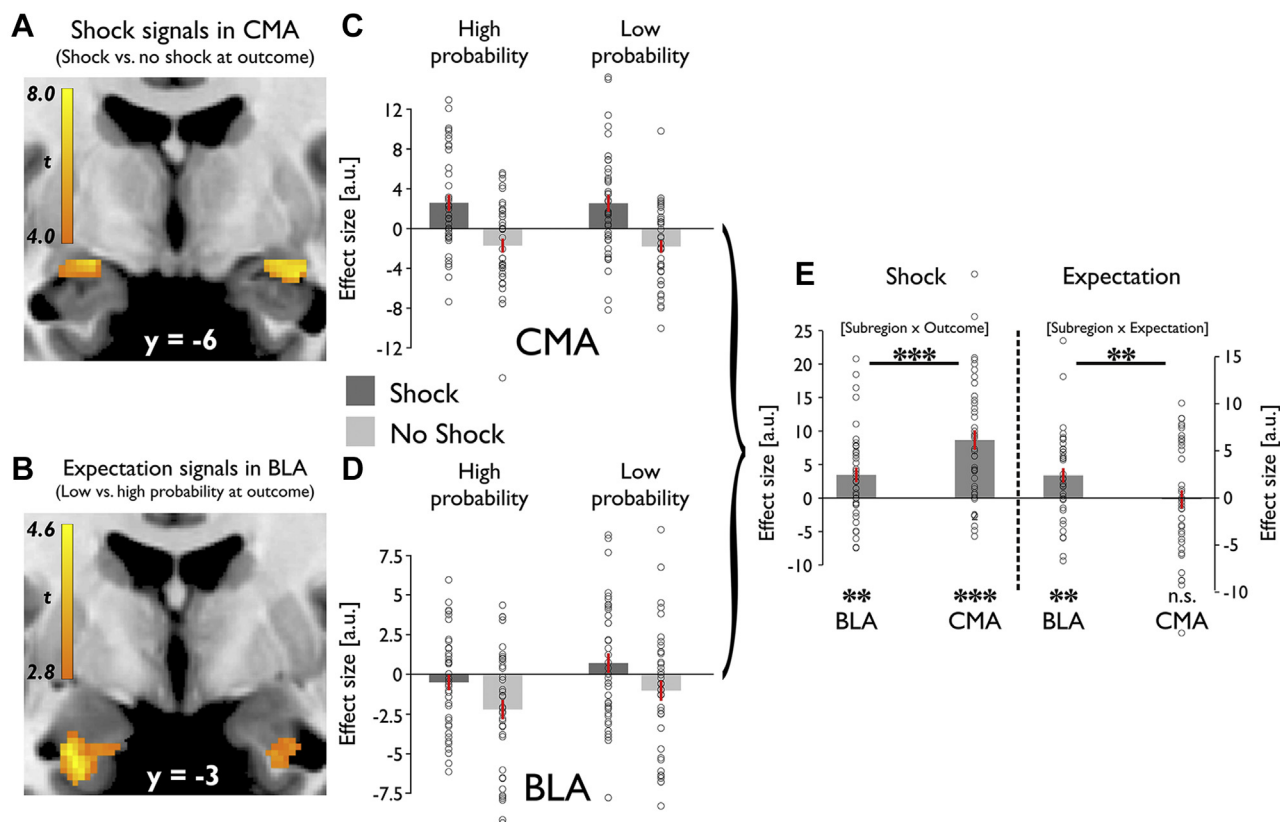 A
Shock signals in CMA
(Shock vs. no shock at outcome)
8.0
t
4.0
y = -6
B
Expectation signals in BLA
(Low vs. high probability at outcome)
4.6
t
2.8
y = -3
C
High
probability
Low
probability
Effect size [a.u.]
12
8
4
0
-4
-8
-12
CMA
Shock
No Shock
D
High
probability
Low
probability
Effect size [a.u.]
7.5
5
2.5
0
-2.5
-5
-7.5
BLA
E
Shock
Expectation
[Subregion x Outcome]
[Subregion x Expectation]
*** **
Effect size [a.u.]
25
20
15
10
5
0
-5
-10
15
10
5
0
-5
-10
Effect size [a.u.]
** *** ** n.s.
BLA CMA BLA CMA